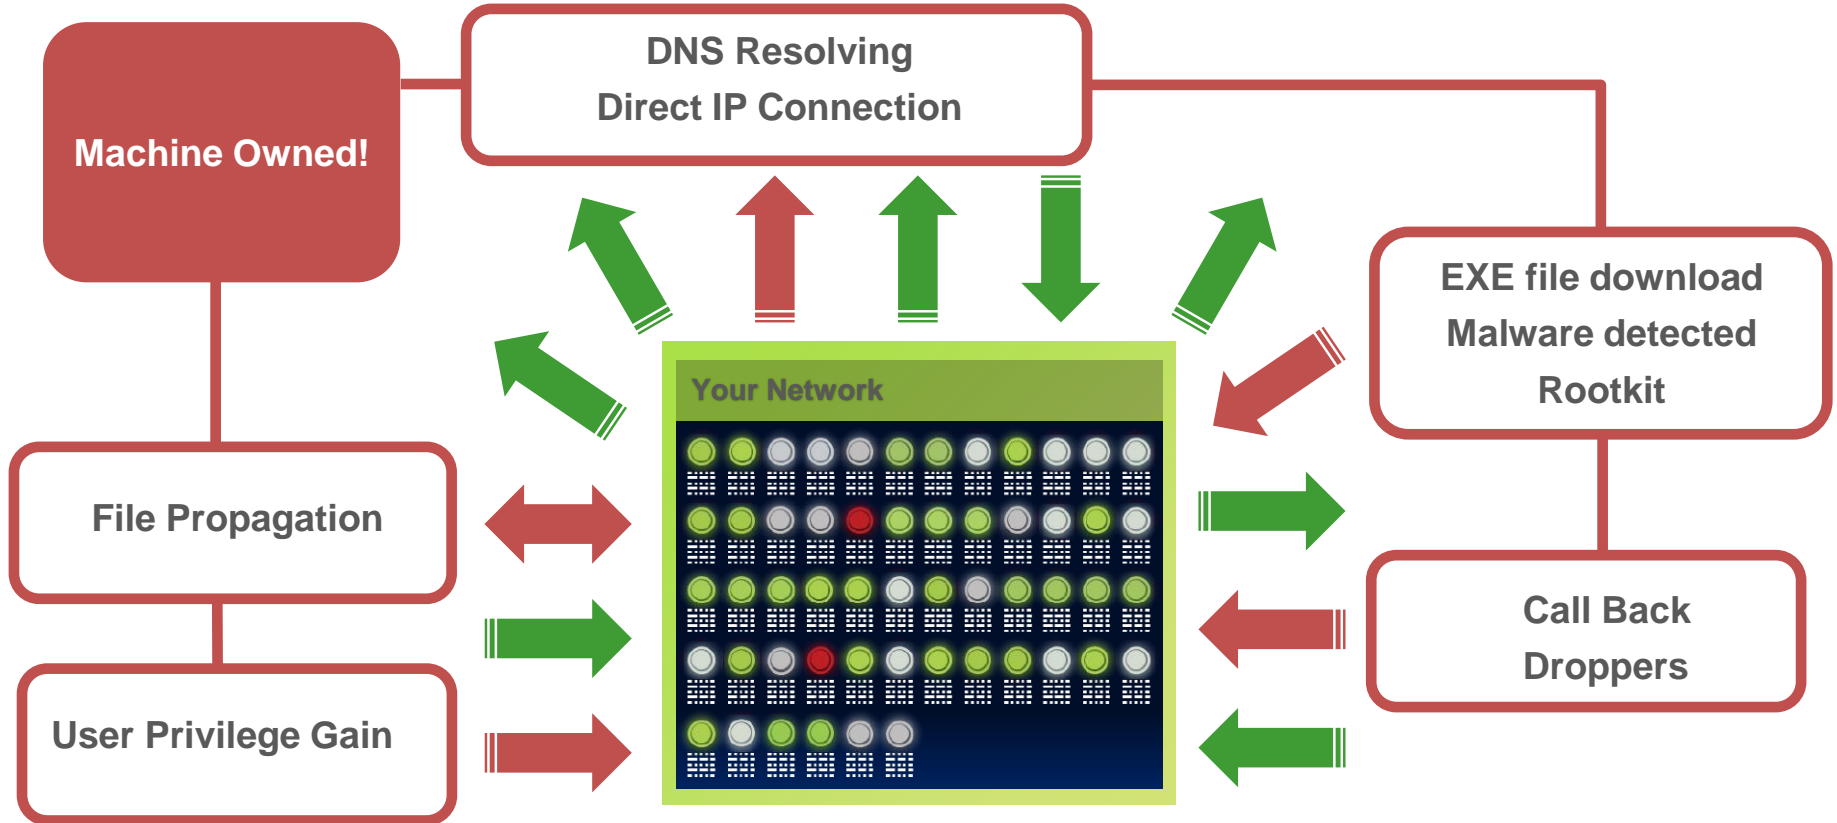 DNS Resolving
Direct IP Connection
Machine Owned!
EXE file download
Malware detected
Rootkit
Your Network
File Propagation
Call Back
Droppers
User Privilege Gain